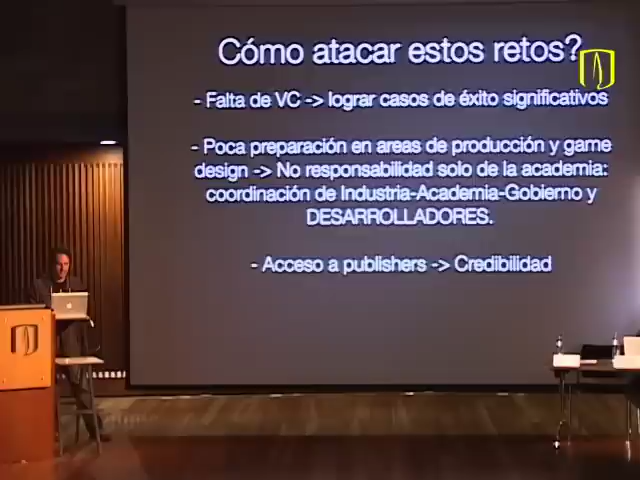 Cómo atacar estos retos?
- Falta de VC -> lograr casos de éxito significativos
- Poca preparación en areas de producción y game
design -> No responsabilidad solo de la academia:
coordinación de Industria-Academia-Gobierno y
DESARROLLADORES.
- Acceso a publishers -> Credibilidad